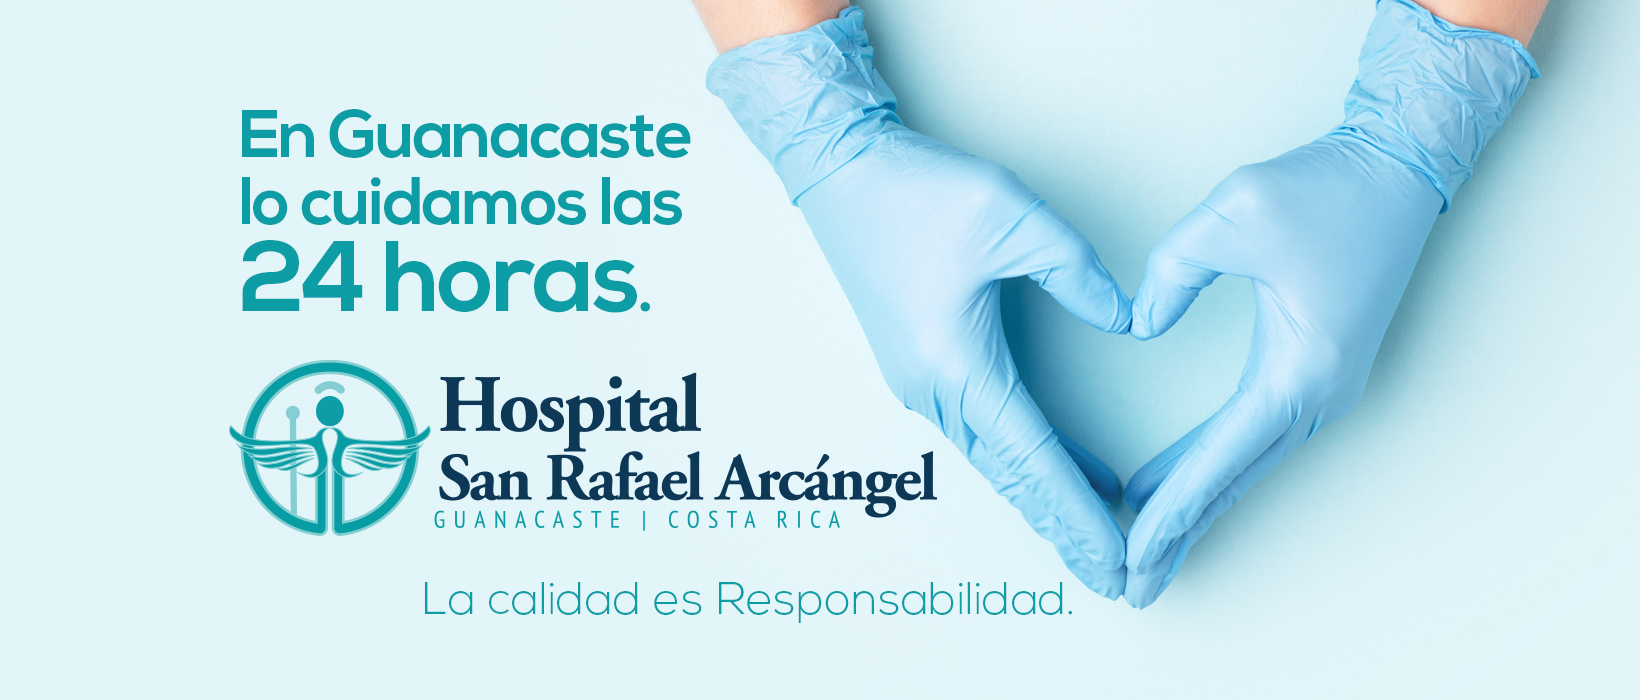 En Guanacaste
lo cuidamos las
24 horas.
Hospital
San Rafael Arcángel
GUANACASTE | COSTA RICA
La calidad es Responsabilidad.